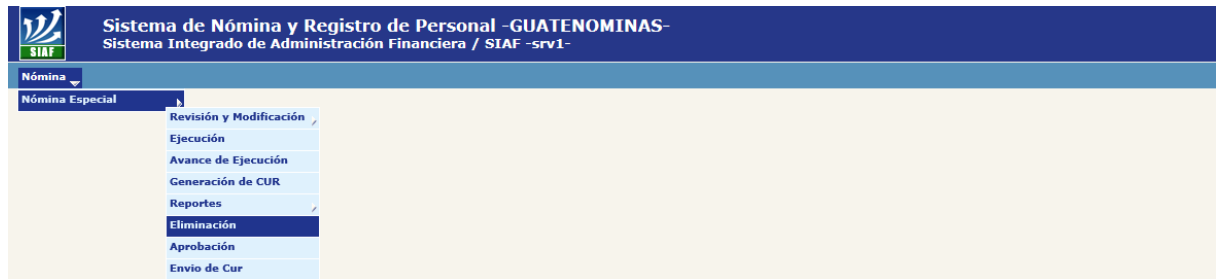 SIAF
Sistema de Nómina y Registro de Personal -GUATENOMINAS-
Sistema Integrado de Administración Financiera / SIAF -srv1-
Nómina
Nómina Especial
Revisión y Modificación
Ejecución
Avance de Ejecución
Generación de CUR
Reportes
Eliminación
Aprobación
Envio de Cur